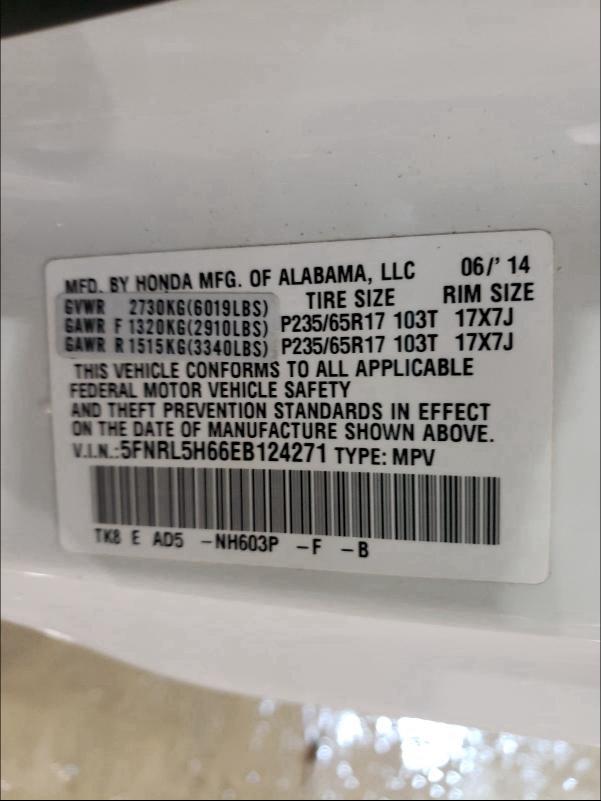 MFD. BY HONDA MFG. OF ALABAMA, LLC 06/' 14
GVWR 2730KG(6019LBS) TIRE SIZE RIM SIZE
GAWR F 1320KG(2910LBS) P235/65R17 103T 17X7J
GAWR R 1515KG(3340LBS) P235/65R17 103T 17X7J
THIS VEHICLE CONFORMS TO ALL APPLICABLE
FEDERAL MOTOR VEHICLE SAFETY
AND THEFT PREVENTION STANDARDS IN EFFECT
ON THE DATE OF MANUFACTURE SHOWN ABOVE.
V.I.N.:5FNRL5H66EB124271 TYPE: MPV
TK8 E AD5 -NH603P -F -B